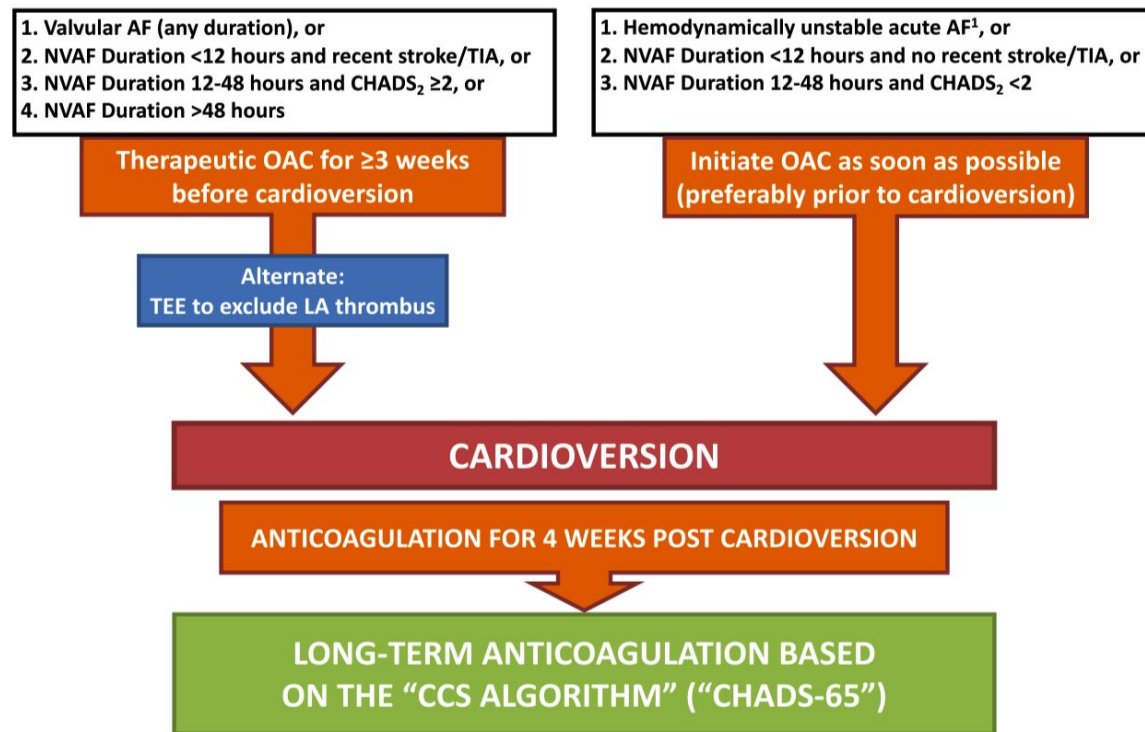 1. Valvular AF (any duration), or
2. NVAF Duration <12 hours and recent stroke/TIA, or
3. NVAF Duration 12-48 hours and CHADS₂ ≥2, or
4. NVAF Duration >48 hours
Therapeutic OAC for ≥3 weeks
before cardioversion
Alternate:
TEE to exclude LA thrombus
1. Hemodynamically unstable acute AF¹, or
2. NVAF Duration <12 hours and no recent stroke/TIA, or
3. NVAF Duration 12-48 hours and CHADS₂ <2
Initiate OAC as soon as possible
(preferably prior to cardioversion)
CARDIOVERSION
ANTICOAGULATION FOR 4 WEEKS POST CARDIOVERSION
LONG-TERM ANTICOAGULATION BASED
ON THE “CCS ALGORITHM” (“CHADS-65”)